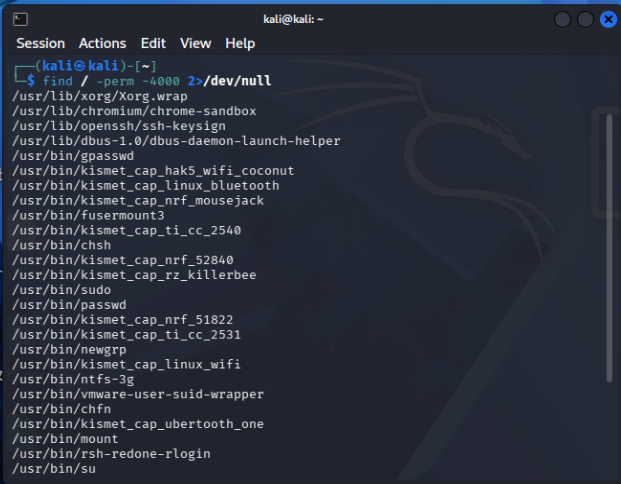 kali@kali: ~
Session Actions Edit View Help
┌──(kali㉿kali)-[~]
└─$ find / -perm -4000 2>/dev/null
/usr/lib/xorg/Xorg.wrap
/usr/lib/chromium/chrome-sandbox
/usr/lib/openssh/ssh-keysign
/usr/lib/dbus-1.0/dbus-daemon-launch-helper
/usr/bin/gpasswd
/usr/bin/kismet_cap_hak5_wifi_coconut
/usr/bin/kismet_cap_linux_bluetooth
/usr/bin/kismet_cap_nrf_mousejack
/usr/bin/fusermount3
/usr/bin/kismet_cap_ti_cc_2540
/usr/bin/chsh
/usr/bin/kismet_cap_nrf_52840
/usr/bin/kismet_cap_rz_killerbee
/usr/bin/sudo
/usr/bin/passwd
/usr/bin/kismet_cap_nrf_51822
/usr/bin/kismet_cap_ti_cc_2531
/usr/bin/newgrp
/usr/bin/kismet_cap_linux_wifi
/usr/bin/ntfs-3g
/usr/bin/vmware-user-suid-wrapper
/usr/bin/chfn
/usr/bin/kismet_cap_ubertooth_one
/usr/bin/mount
/usr/bin/rsh-redone-rlogin
/usr/bin/su